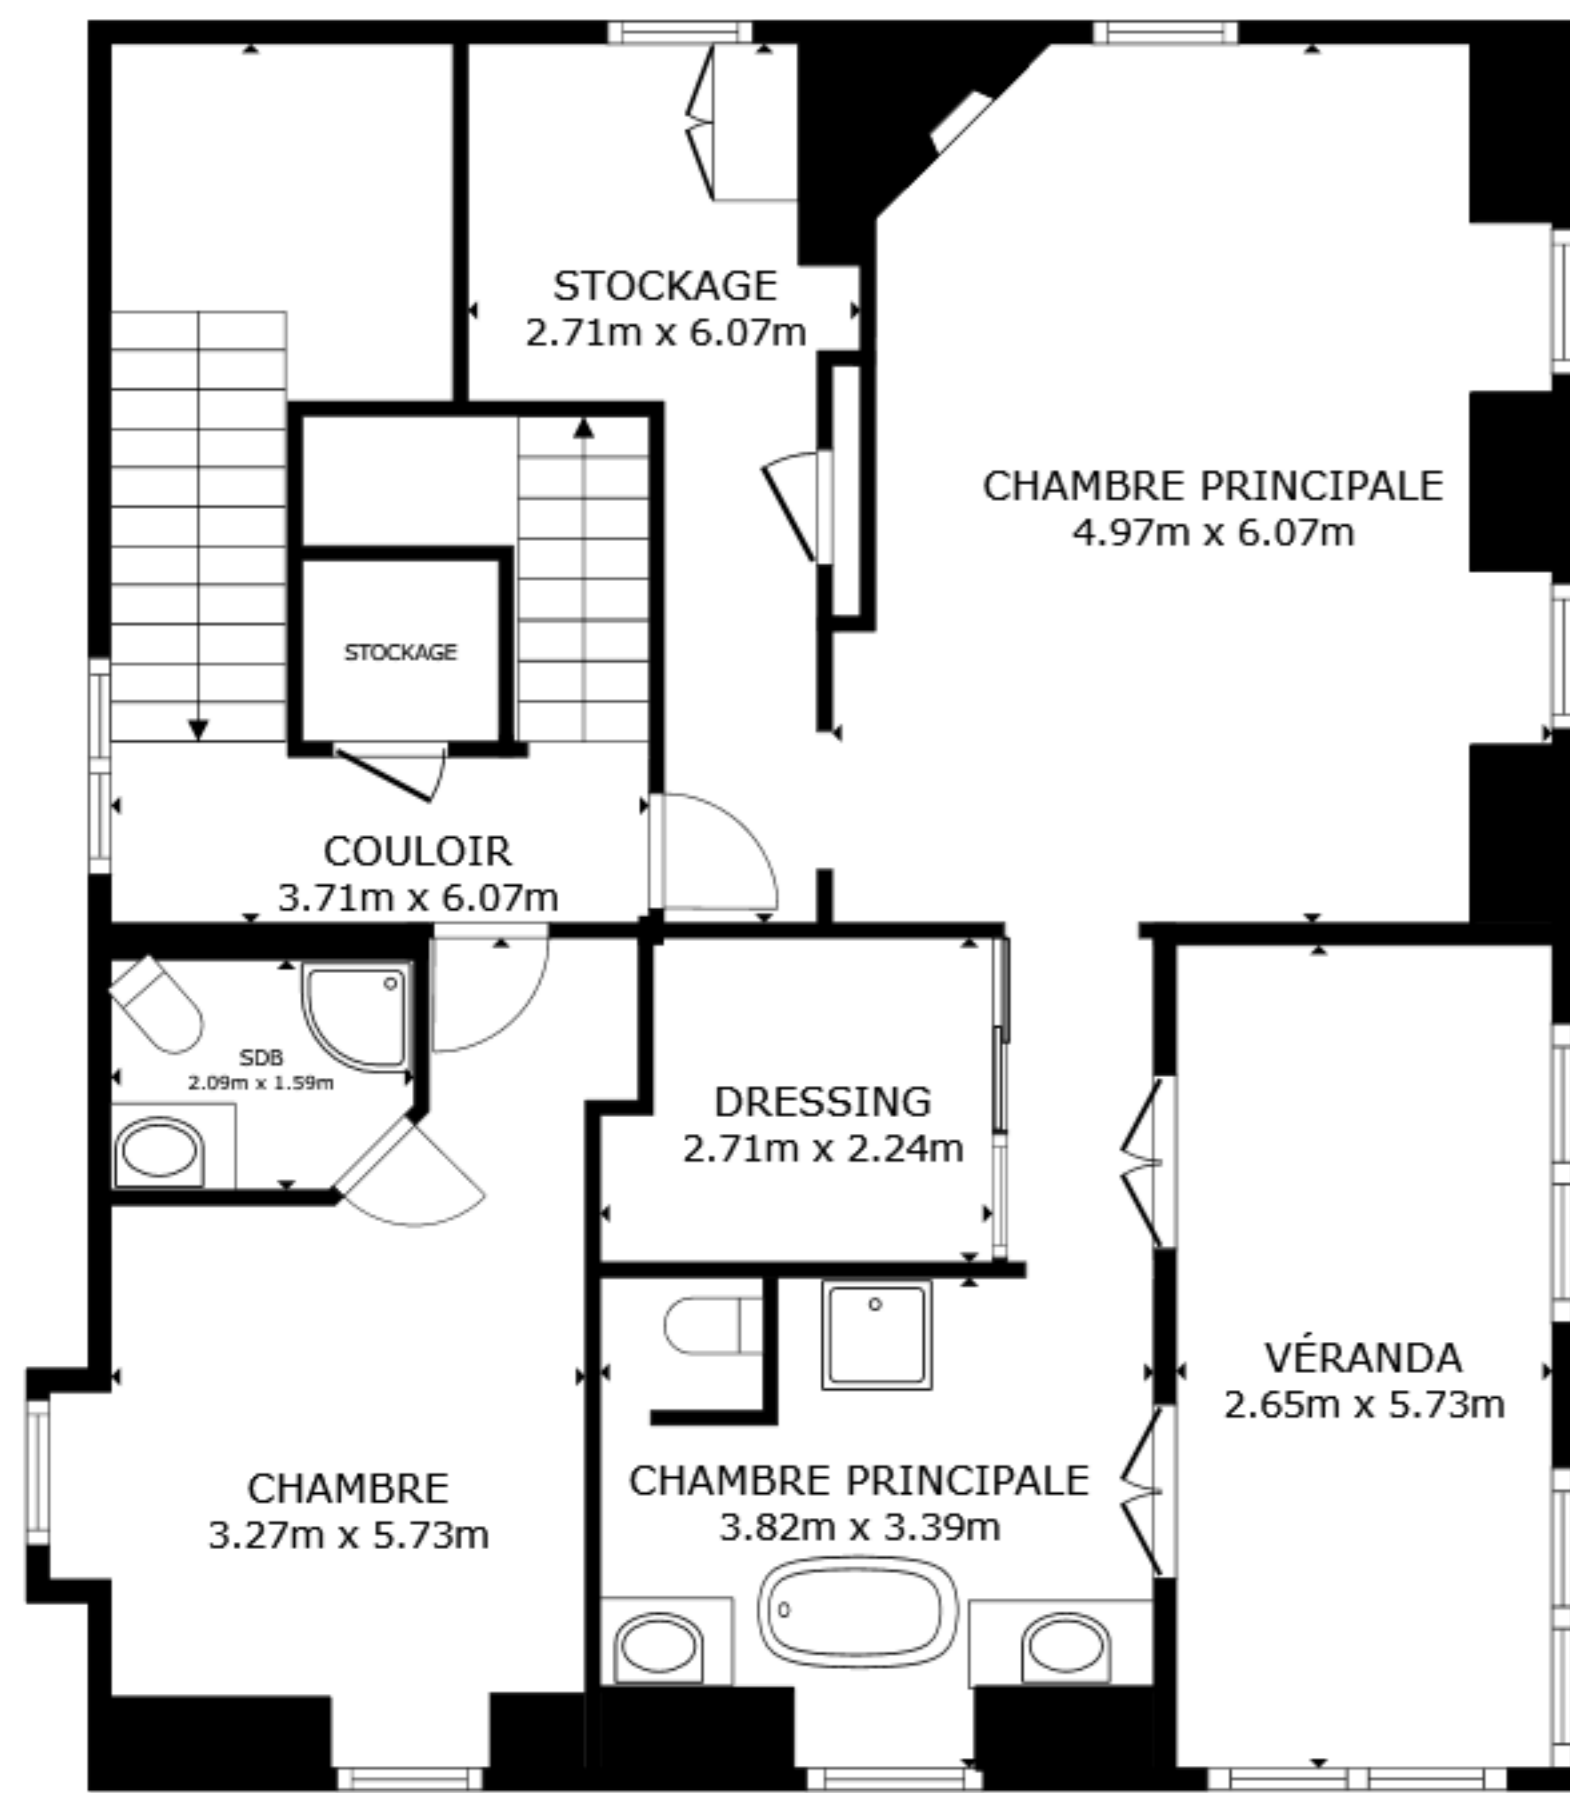 STOCKAGE
2.71m x 6.07m
CHAMBRE PRINCIPALE
4.97m x 6.07m
STOCKAGE
COULOIR
3.71m x 6.07m
SDB
2.09m x 1.59m
DRESSING
2.71m x 2.24m
VÉRANDA
2.65m x 5.73m
CHAMBRE
3.27m x 5.73m
CHAMBRE PRINCIPALE
3.82m x 3.39m